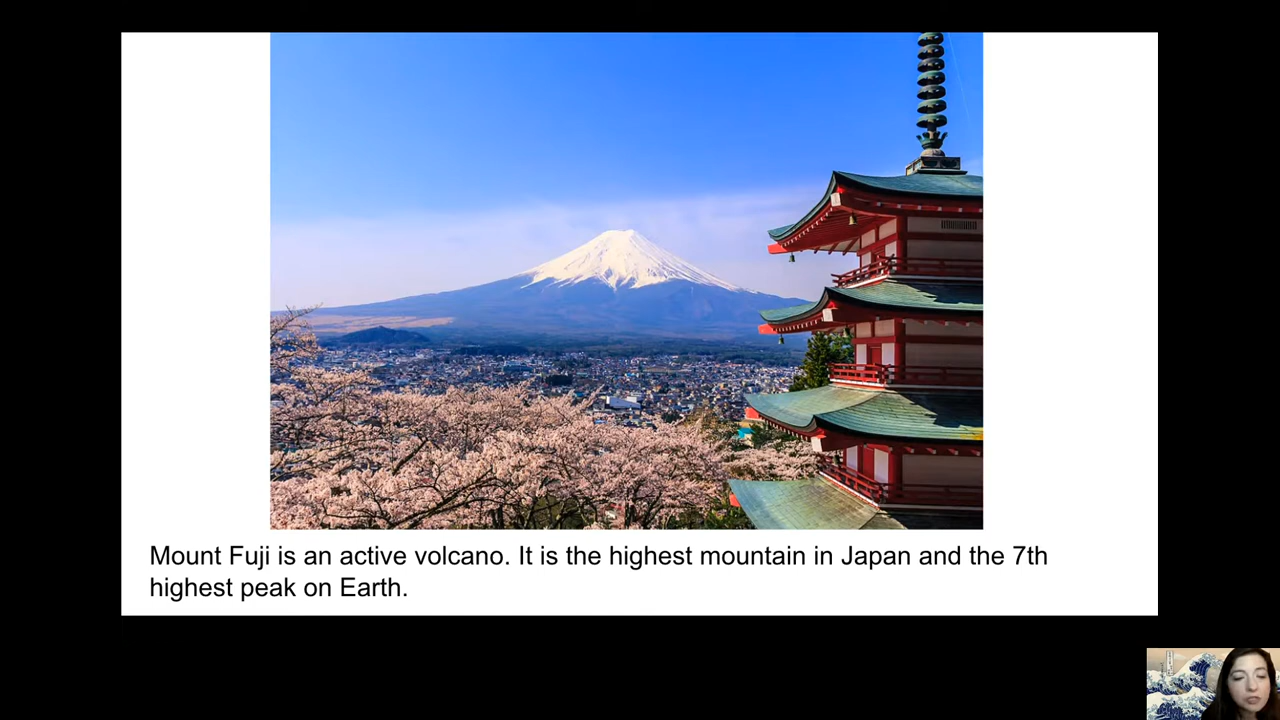 Mount Fuji is an active volcano. It is the highest mountain in Japan and the 7th
highest peak on Earth.